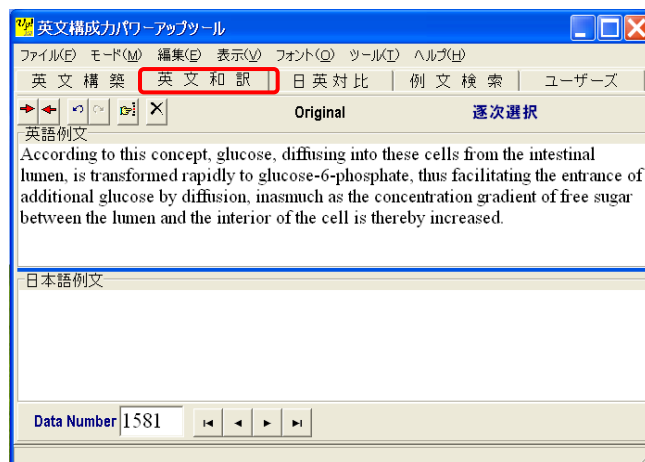 英文構成力パワーアップツール
ファイル(F) モード(M) 編集(E) 表示(V) フォント(O) ツール(T) ヘルプ(H)
英文構築 英文和訳 日英対比 例文検索 ユーザーズ
Original 逐次選択
英語例文
According to this concept, glucose, diffusing into these cells from the intestinal
lumen, is transformed rapidly to glucose-6-phosphate, thus facilitating the entrance of
additional glucose by diffusion, inasmuch as the concentration gradient of free sugar
between the lumen and the interior of the cell is thereby increased.
日本語例文
Data Number 1581